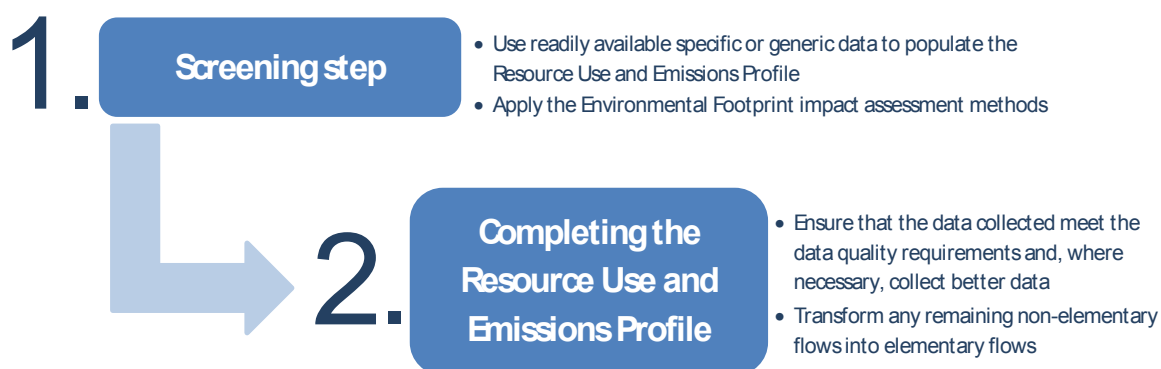 1.
Screening step
• Use readily available specific or generic data to populate the
Resource Use and Emissions Profile
• Apply the Environmental Footprint impact assessment methods
2.
Completing the
Resource Use and
Emissions Profile
• Ensure that the data collected meet the
data quality requirements and, where
necessary, collect better data
• Transform any remaining non-elementary
flows into elementary flows